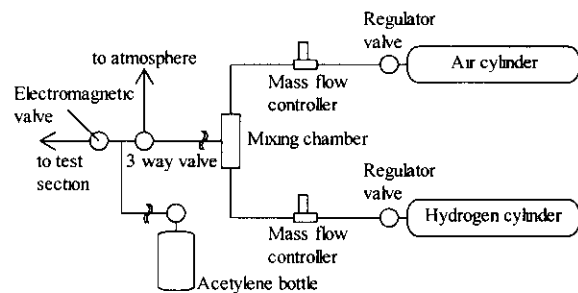 Regulator
valve
Air cylinder
to atmosphere
Mass flow
controller
Electromagnetic
valve
Mixing chamber
to test
section
3 way valve
Regulator
valve
Hydrogen cylinder
Mass flow
controller
Acetylene bottle